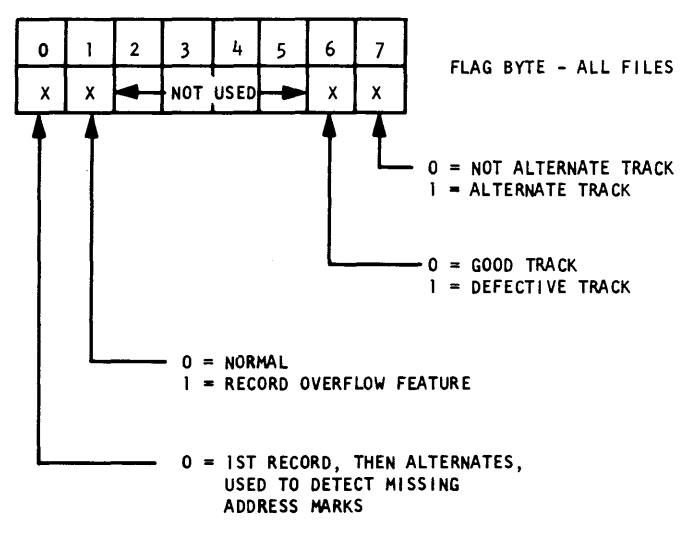 0 1 2 3 4 5 6 7
FLAG BYTE - ALL FILES
X X NOT USED X X
0 = NOT ALTERNATE TRACK
1 = ALTERNATE TRACK
0 = GOOD TRACK
1 = DEFECTIVE TRACK
0 = NORMAL
1 = RECORD OVERFLOW FEATURE
0 = 1ST RECORD, THEN ALTERNATES,
USED TO DETECT MISSING
ADDRESS MARKS